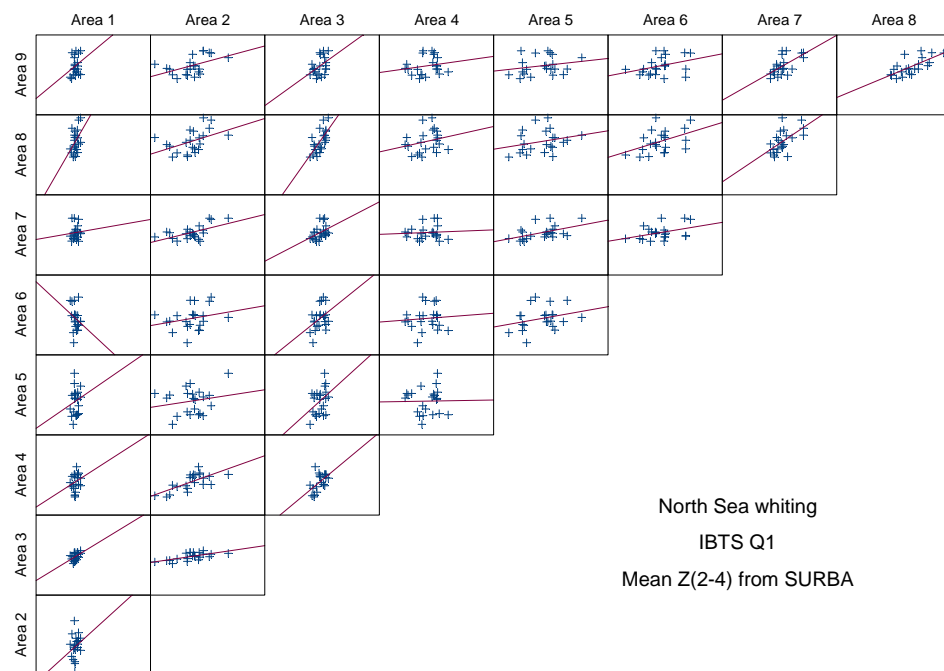 Area 1 Area 2 Area 3 Area 4 Area 5 Area 6 Area 7 Area 8
Area 9
Area 8
Area 7
Area 6
Area 5
Area 4
Area 3
Area 2
North Sea whiting
IBTS Q1
Mean Z(2-4) from SURBA